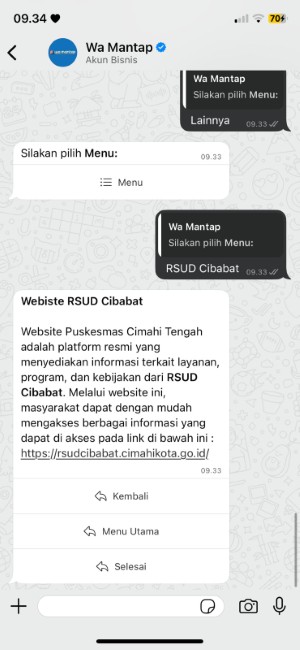 09.34
70
Wa Mantap
Akun Bisnis
Wa Mantap
Silakan pilih Menu:
Lainnya 09.33
Silakan pilih Menu:
09.33
Menu
Wa Mantap
Silakan pilih Menu:
RSUD Cibabat 09.33
Webiste RSUD Cibabat
Website Puskesmas Cimahi Tengah
adalah platform resmi yang
menyediakan informasi terkait layanan,
program, dan kebijakan dari RSUD
Cibabat. Melalui website ini,
masyarakat dapat dengan mudah
mengakses berbagai informasi yang
dapat di akses pada link di bawah ini :
https://rsudcibabat.cimahikota.go.id/
09.33
Kembali
Menu Utama
Selesai